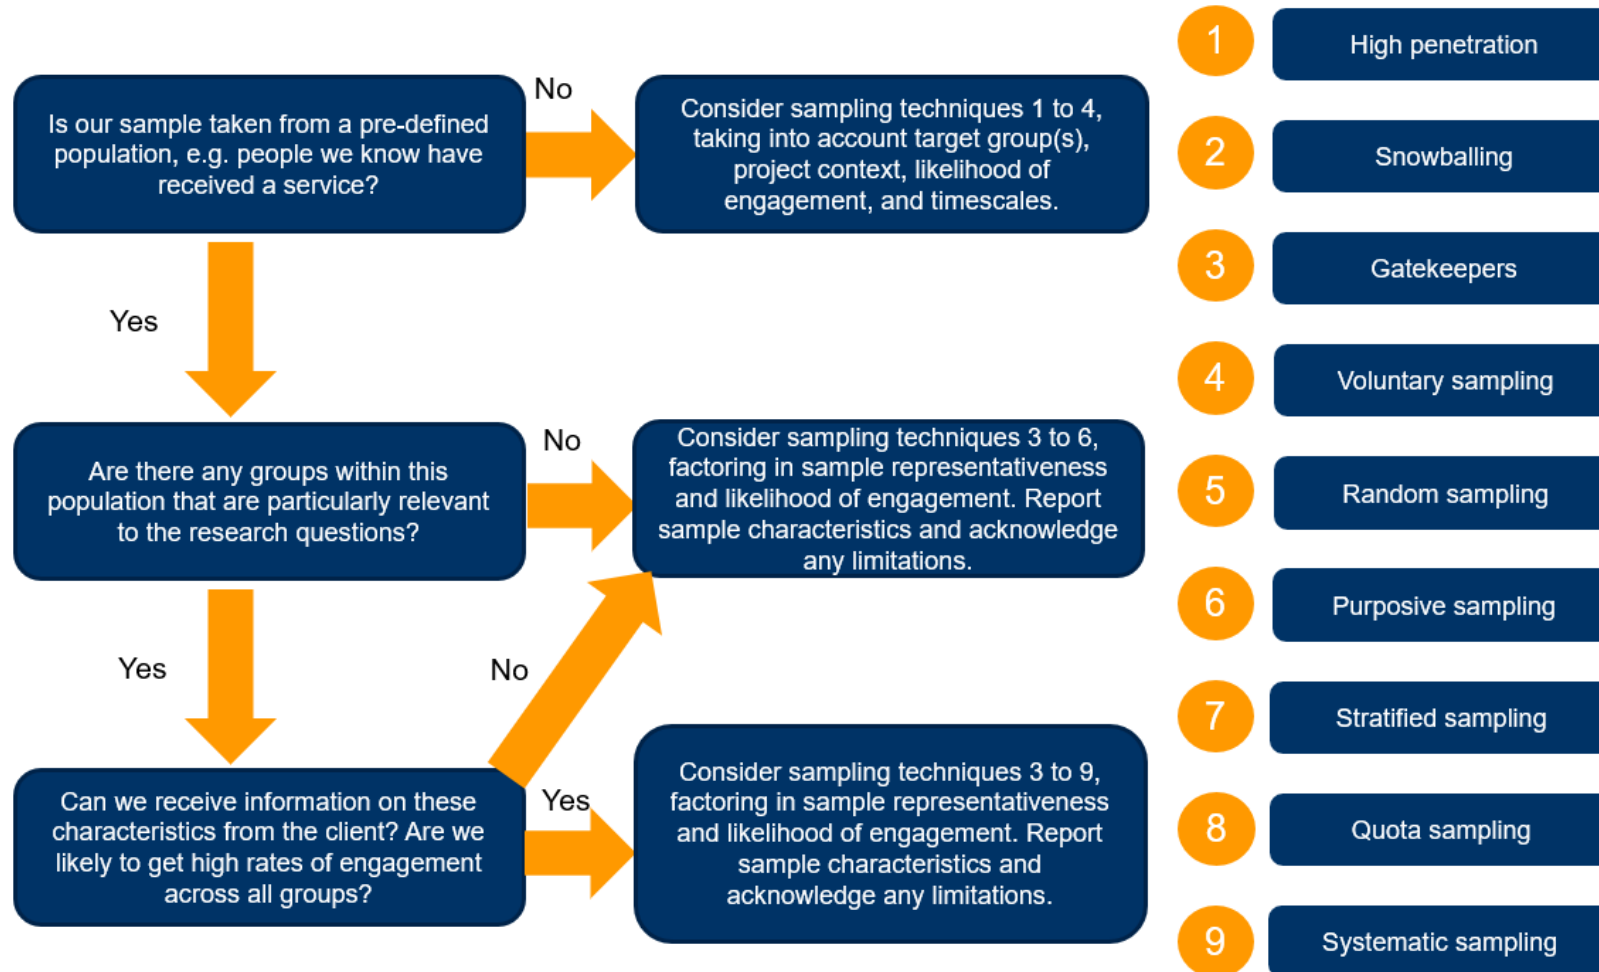 No
Is our sample taken from a pre-defined
population, e.g. people we know have
received a service?
Consider sampling techniques 1 to 4,
taking into account target group(s),
project context, likelihood of
engagement, and timescales.
Yes
Are there any groups within this
population that are particularly relevant
to the research questions?
No
Consider sampling techniques 3 to 6,
factoring in sample representativeness
and likelihood of engagement. Report
sample characteristics and acknowledge
any limitations.
Yes
No
Can we receive information on these
characteristics from the client? Are we
likely to get high rates of engagement
across all groups?
Yes
Consider sampling techniques 3 to 9,
factoring in sample representativeness
and likelihood of engagement. Report
sample characteristics and
acknowledge any limitations.
1 High penetration
2 Snowballing
3 Gatekeepers
4 Voluntary sampling
5 Random sampling
6 Purposive sampling
7 Stratified sampling
8 Quota sampling
9 Systematic sampling